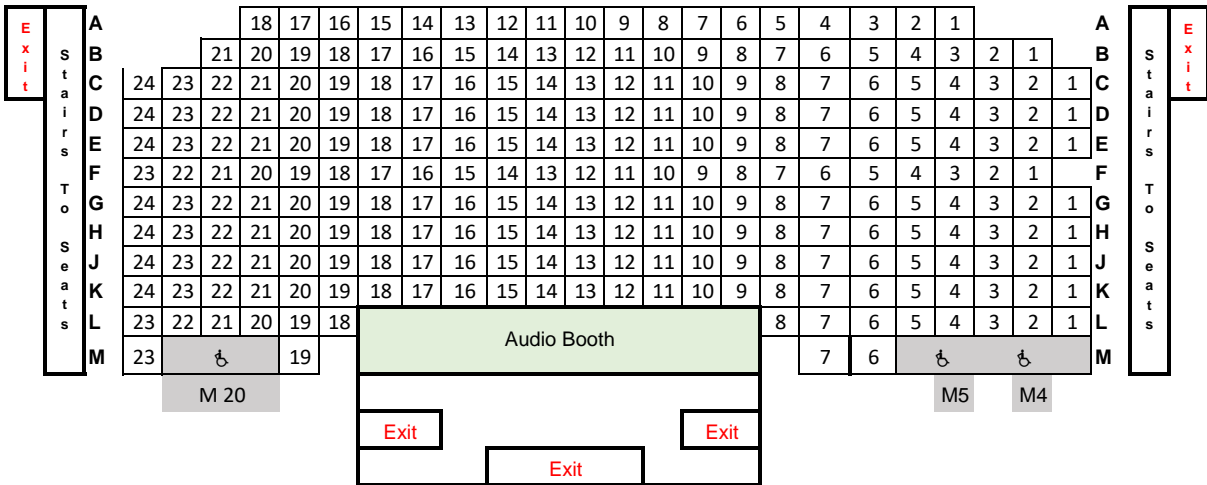 Exit
Stairs To Seats
A 18 17 16 15 14 13 12 11 10 9 8 7 6 5 4 3 2 1 A
B 21 20 19 18 17 16 15 14 13 12 11 10 9 8 7 6 5 4 3 2 1 B
C 24 23 22 21 20 19 18 17 16 15 14 13 12 11 10 9 8 7 6 5 4 3 2 1 C
D 24 23 22 21 20 19 18 17 16 15 14 13 12 11 10 9 8 7 6 5 4 3 2 1 D
E 24 23 22 21 20 19 18 17 16 15 14 13 12 11 10 9 8 7 6 5 4 3 2 1 E
F 23 22 21 20 19 18 17 16 15 14 13 12 11 10 9 8 7 6 5 4 3 2 1 F
G 24 23 22 21 20 19 18 17 16 15 14 13 12 11 10 9 8 7 6 5 4 3 2 1 G
H 24 23 22 21 20 19 18 17 16 15 14 13 12 11 10 9 8 7 6 5 4 3 2 1 H
J 24 23 22 21 20 19 18 17 16 15 14 13 12 11 10 9 8 7 6 5 4 3 2 1 J
K 24 23 22 21 20 19 18 17 16 15 14 13 12 11 10 9 8 7 6 5 4 3 2 1 K
L 23 22 21 20 19 18 8 7 6 5 4 3 2 1 L
Audio Booth
M 23 19 7 6 M
M 20 M5 M4
Exit Exit
Exit
Stairs To Seats
Exit